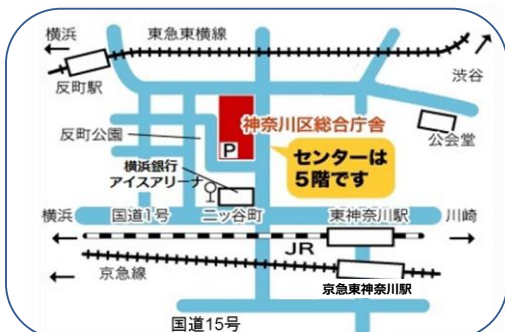 横浜
東急東横線
渋谷
反町駅
反町公園
神奈川区総合庁舎
公会堂
P
センターは
5階です
横浜銀行
アイスアリーナ
横浜
国道1号
二ッ谷町
東神奈川駅
川崎
JR
京急線
京急東神奈川駅
国道15号